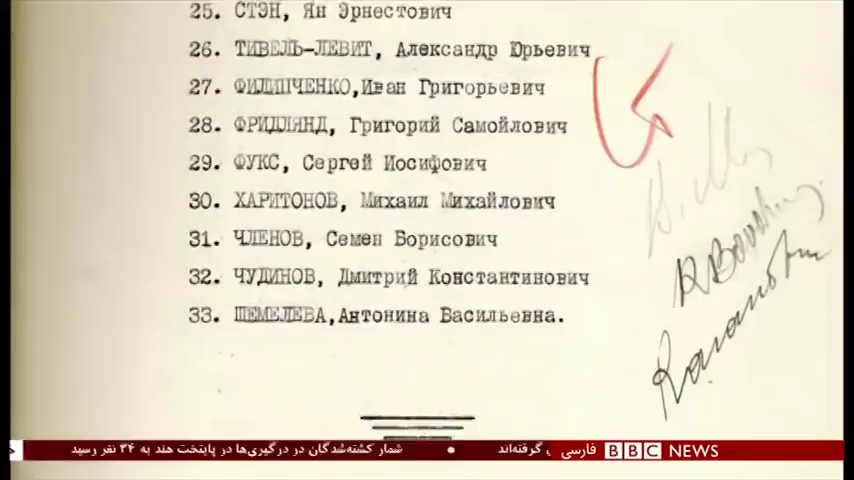 25. СТЭН, Ян Эрнестович
26. ТИВЕЛЬ-ЛЕВИТ, Александр Юрьевич
27. ФИЛИПЧЕНКО,Иван Григорьевич
28. ФРИДЛЯНД, Григорий Самойлович
29. ФУКС, Сергей Иосифович
30. ХАРИТОНОВ, Михаил Михайлович
31. ЧЛЕНОВ, Семен Борисович
32. ЧУДИНОВ, Дмитрий Константинович
33. ШЕМЕЛЕВА,Антонина Васильевна.
شمار کشته‌شدگان در درگیری‌ها در پایتخت هند به ۳۴ نفر رسید • گرفته‌اند فارسی BBC NEWS